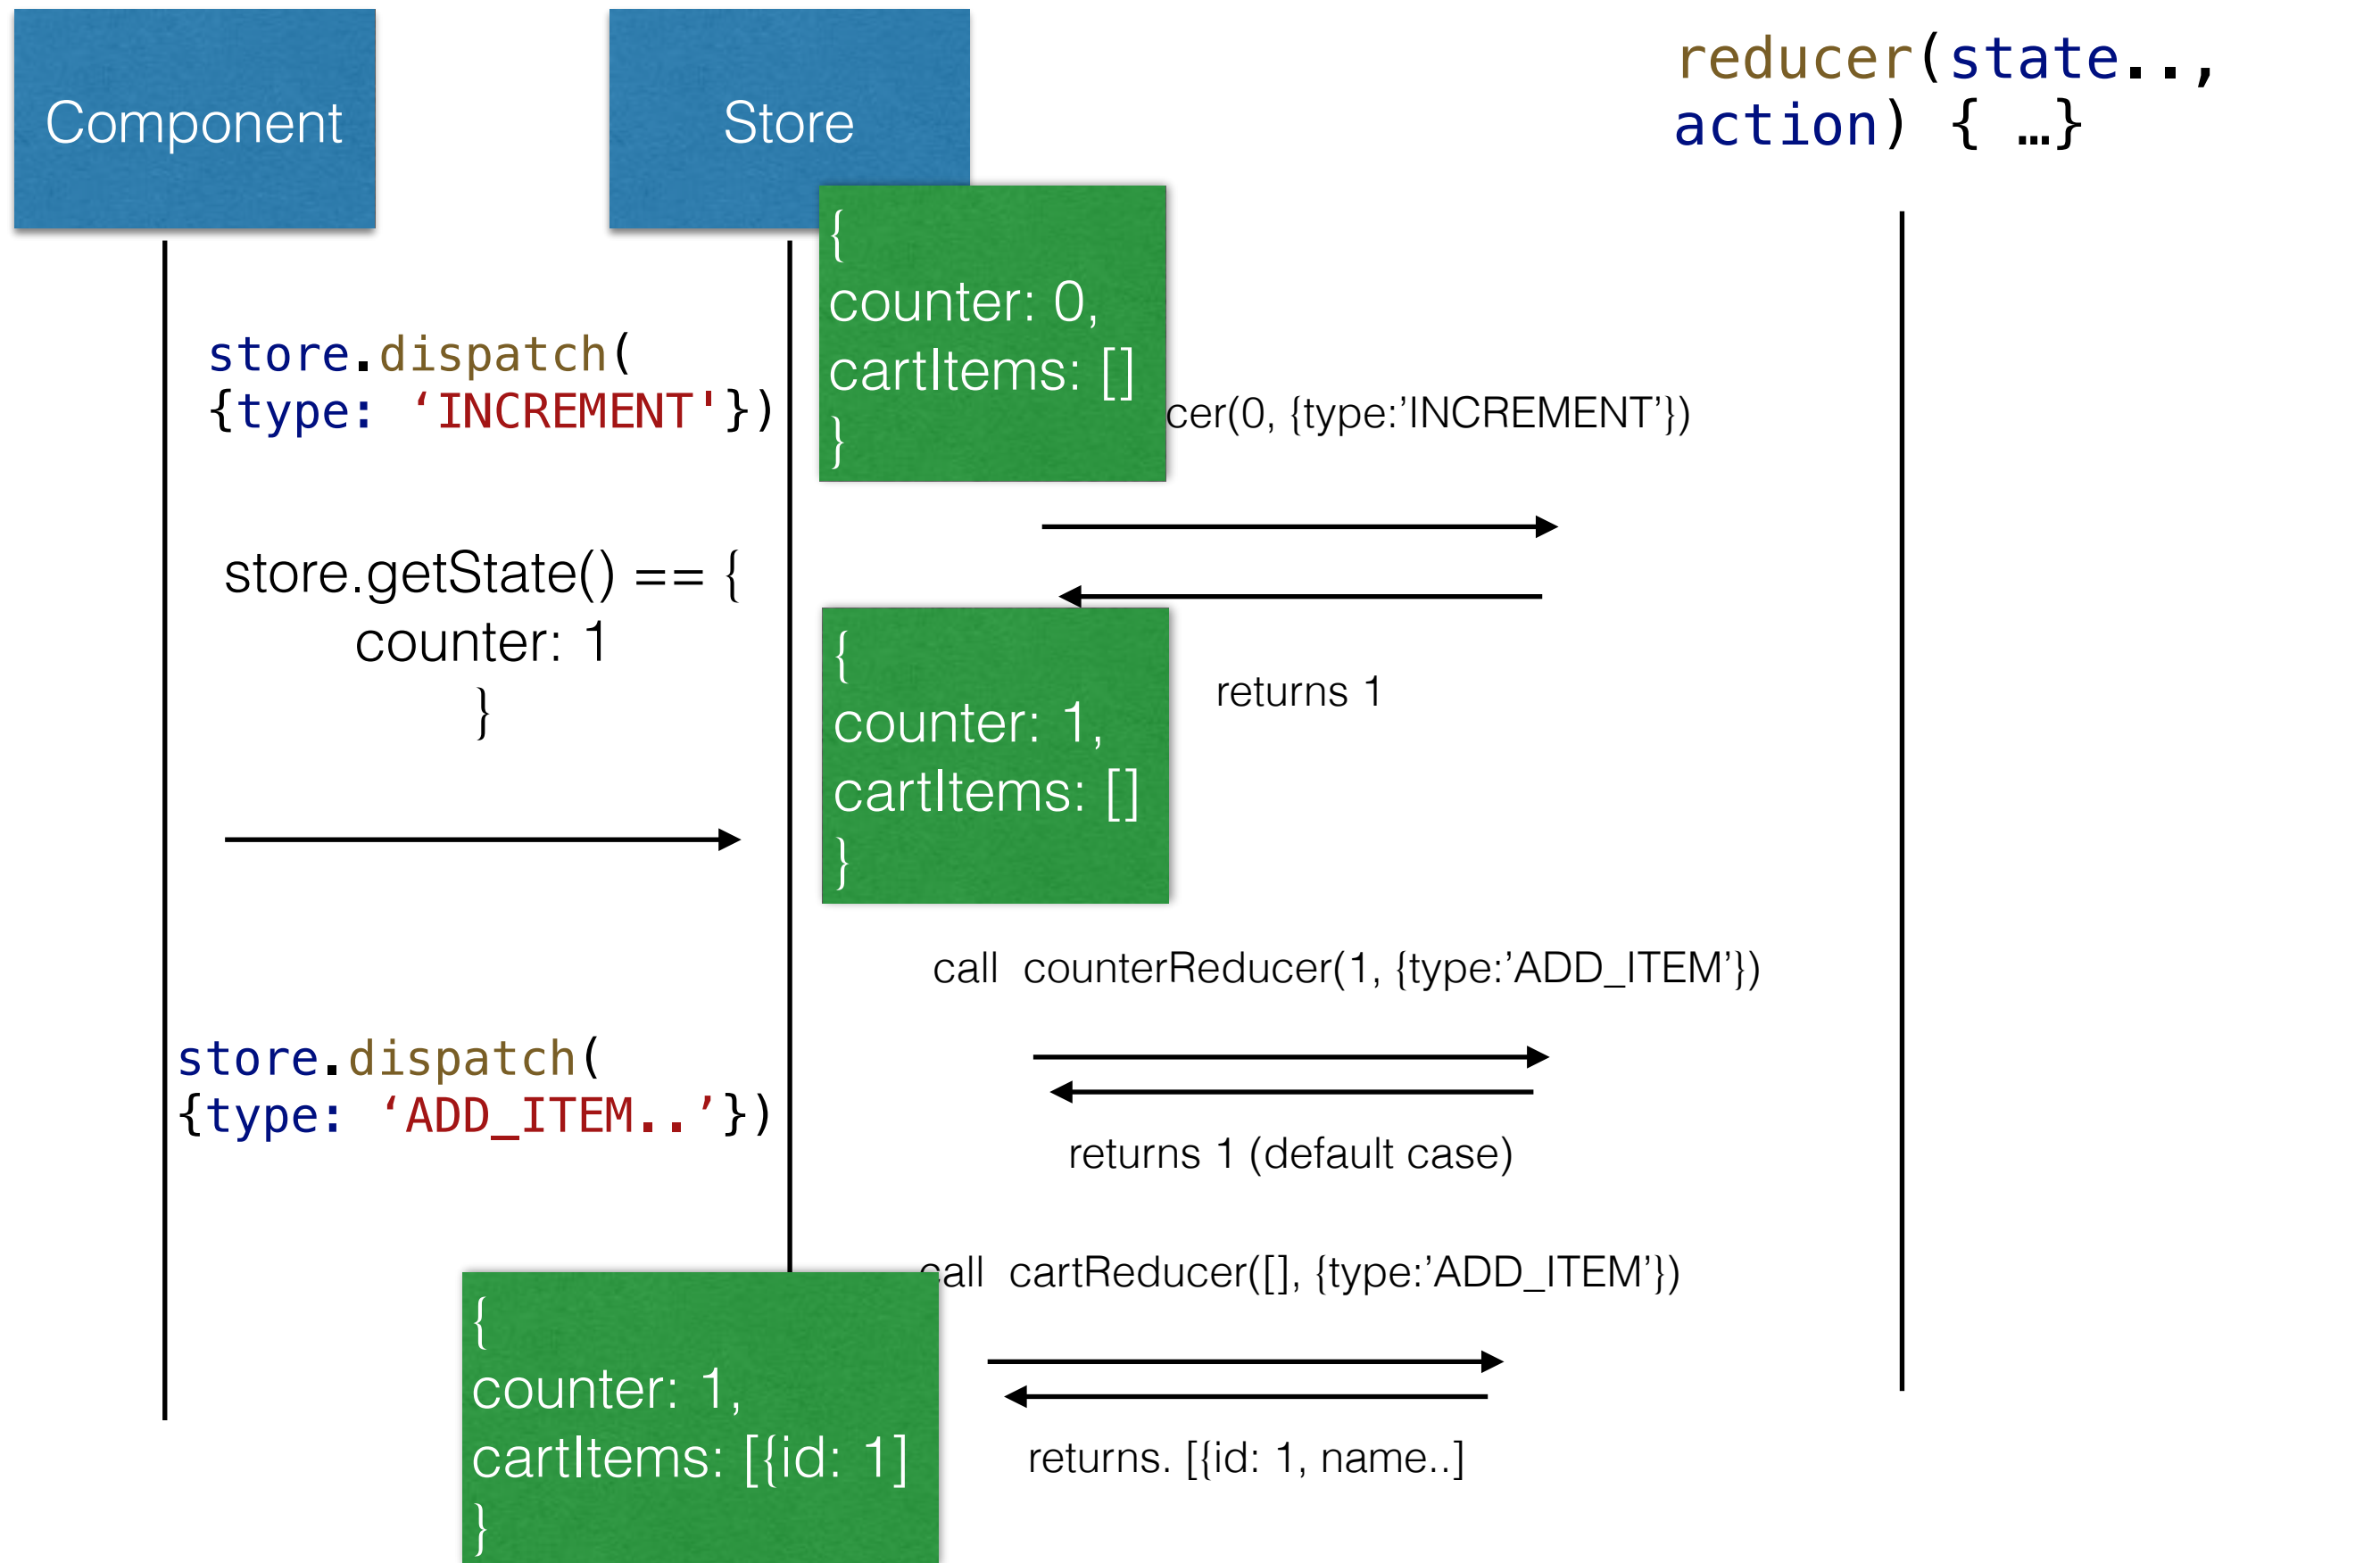 Component
Store
reducer(state..,
action) { …}
{
counter: 0,
cartItems: []
}
store.dispatch(
{type: ‘INCREMENT'})
cer(0, {type:’INCREMENT’})
store.getState() == {
counter: 1
}
{
counter: 1,
cartItems: []
}
returns 1
call counterReducer(1, {type:’ADD_ITEM’})
store.dispatch(
{type: ‘ADD_ITEM..’})
returns 1 (default case)
call cartReducer([], {type:’ADD_ITEM’})
{
counter: 1,
cartItems: [{id: 1]
}
returns. [{id: 1, name..]